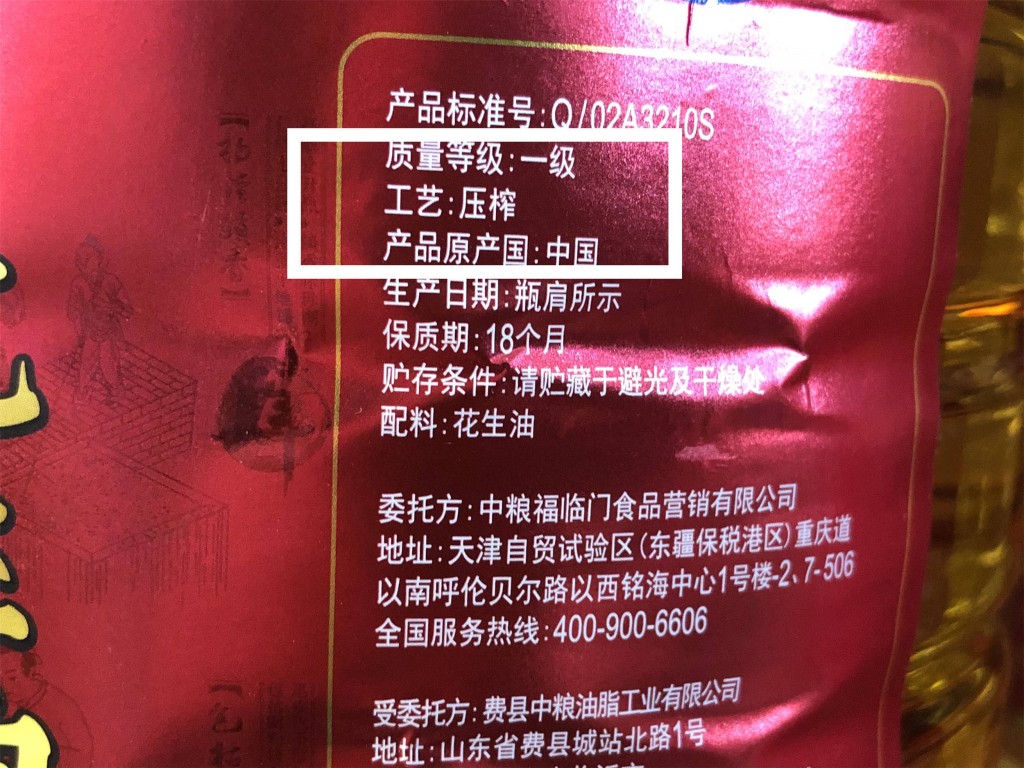 产品标准号:Q/02A3210S
质量等级:一级
工艺:压榨
产品原产国:中国
生产日期:瓶肩所示
保质期:18个月
贮存条件:请贮藏于避光及干燥处
配料:花生油
委托方:中粮福临门食品营销有限公司
地址:天津自贸试验区(东疆保税港区)重庆道
以南呼伦贝尔路以西铭海中心1号楼-2、7-506
全国服务热线:400-900-6606
受委托方:费县中粮油脂工业有限公司
地址:山东省费县城站北路1号